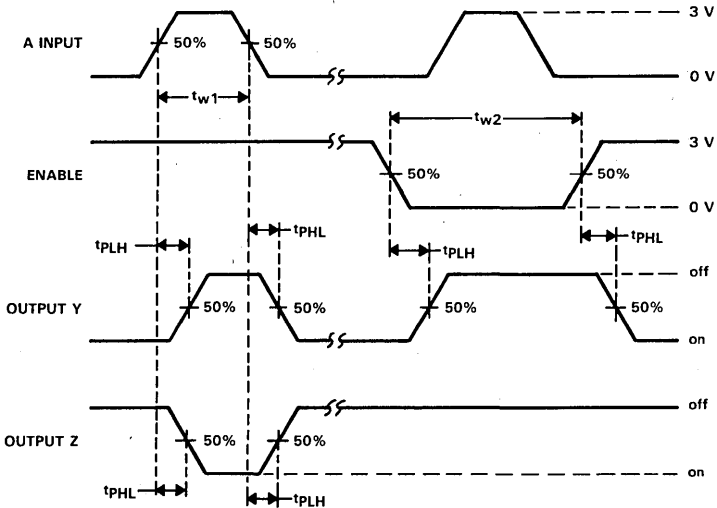 3 V
A INPUT
50%
50%
0 V
tw1
tw2
3 V
ENABLE
50%
50%
0 V
tPLH
tPHL
tPLH
tPHL
off
OUTPUT Y
50%
50%
50%
50%
on
off
OUTPUT Z
50%
50%
on
tPHL
tPLH